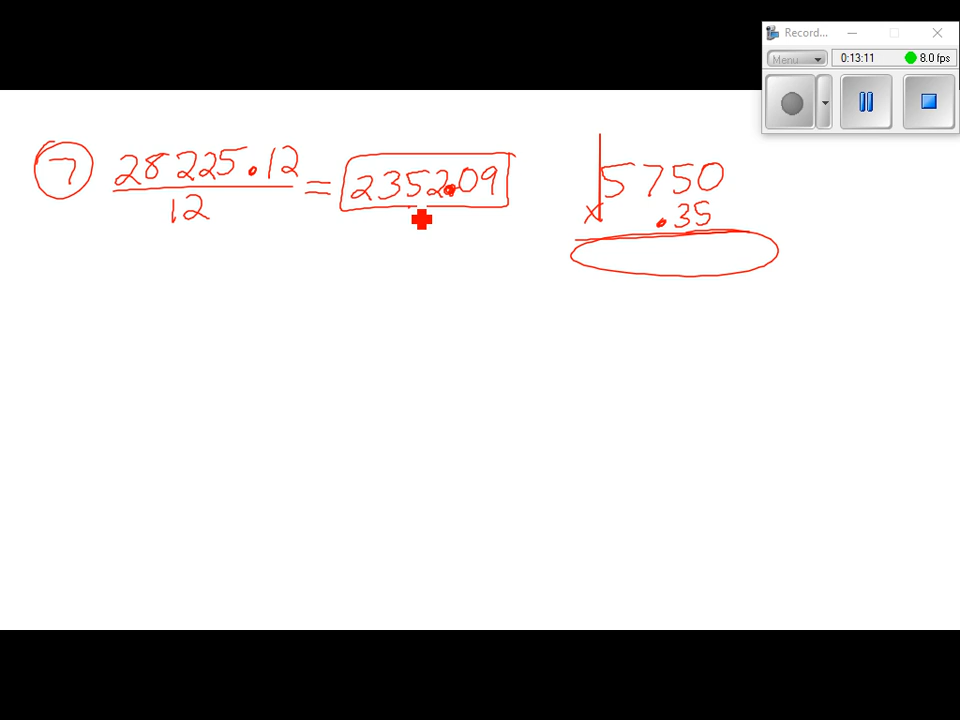 Record...
Menu 0:13:11 8.0 fps
7 28225.12 / 12 = 2352.09
5750
x .35